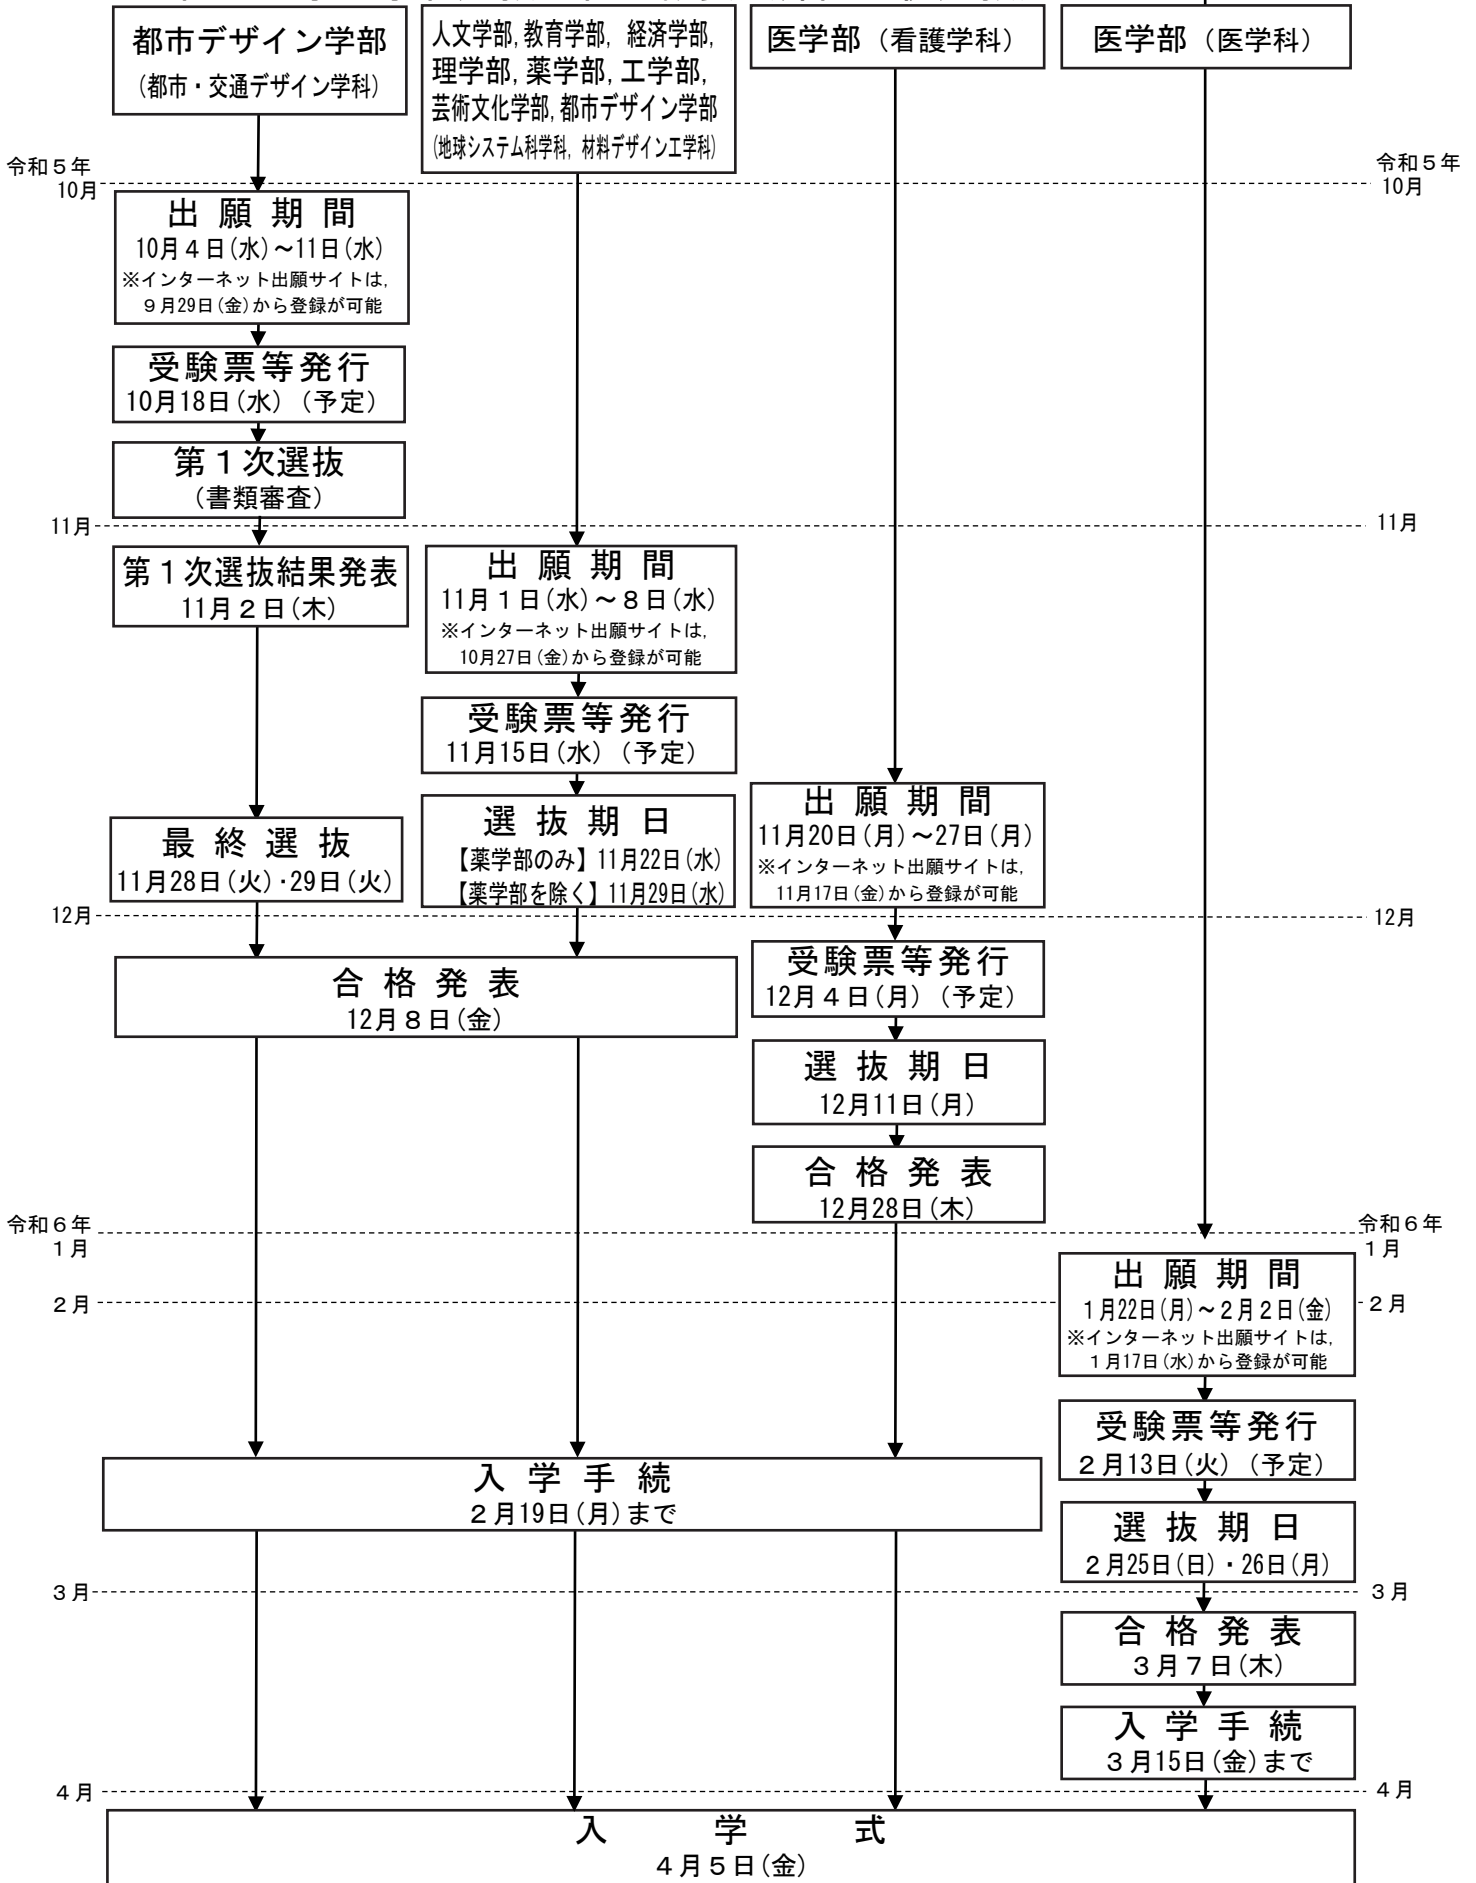 都市デザイン学部
(都市・交通デザイン学科)
人文学部, 教育学部, 経済学部,
理学部, 薬学部, 工学部,
芸術文化学部, 都市デザイン学部
(地球システム科学科, 材料デザイン工学科)
医学部 (看護学科)
医学部 (医学科)
令和5年
10月
令和5年
10月
出願期間
10月4日(水)~11日(水)
※インターネット出願サイトは,
9月29日(金)から登録が可能
受験票等発行
10月18日(水) (予定)
第1次選抜
(書類審査)
11月
11月
第1次選抜結果発表
11月2日(木)
出願期間
11月1日(水)~8日(水)
※インターネット出願サイトは,
10月27日(金)から登録が可能
受験票等発行
11月15日(水) (予定)
選抜期日
【薬学部のみ】11月22日(水)
【薬学部を除く】11月29日(水)
出願期間
11月20日(月)~27日(月)
※インターネット出願サイトは,
11月17日(金)から登録が可能
最終選抜
11月28日(火)・29日(火)
12月
12月
合格発表
12月8日(金)
受験票等発行
12月4日(月) (予定)
選抜期日
12月11日(月)
合格発表
12月28日(木)
令和6年
1月
令和6年
1月
出願期間
1月22日(月)~2月2日(金)
※インターネット出願サイトは,
1月17日(水)から登録が可能
2月
2月
受験票等発行
2月13日(火) (予定)
入学手続
2月19日(月)まで
選抜期日
2月25日(日)・26日(月)
3月
3月
合格発表
3月7日(木)
入学手続
3月15日(金)まで
4月
4月
入学式
4月5日(金)